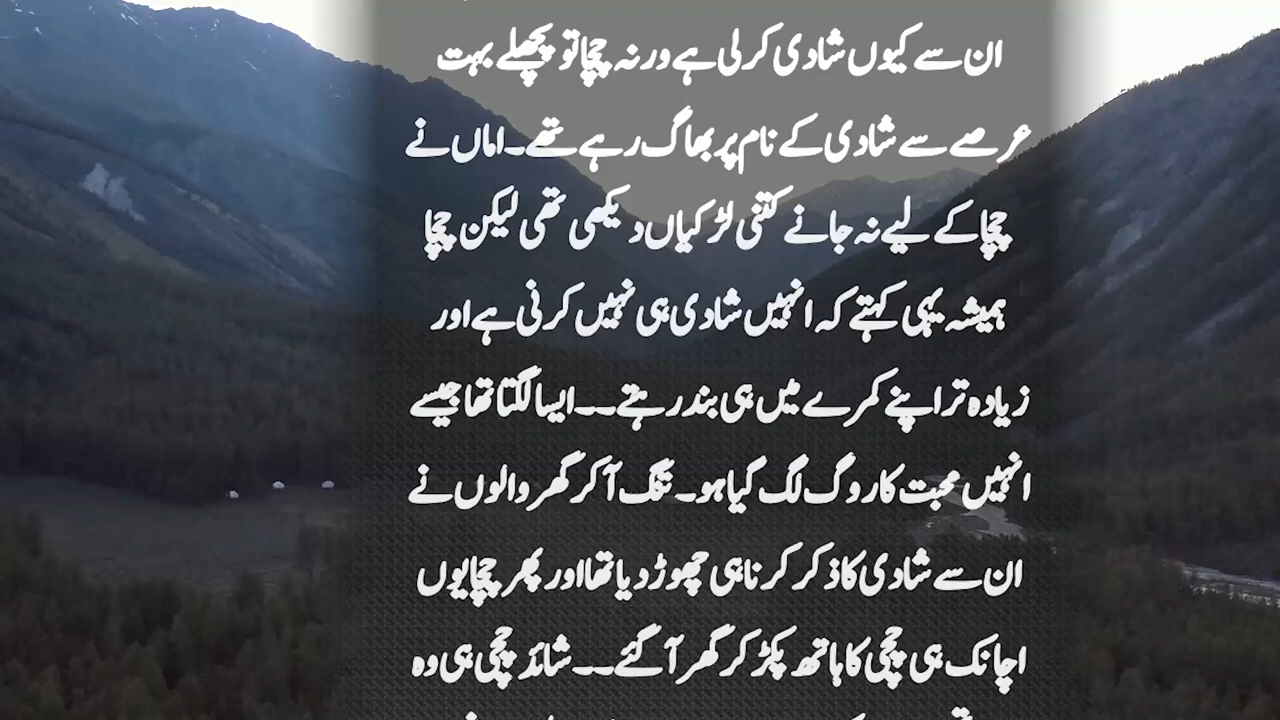 ان سے کیوں شادی کر لی ہے ورنہ چچا تو پچھلے بہت
عرصے سے شادی کے نام پر بھاگ رہے تھے۔اماں نے
چچا کے لیے نہ جانے کتنی لڑکیاں دیکھی تھی لیکن چچا
ہمیشہ یہی کہتے کہ انہیں شادی ہی نہیں کرنی ہے اور
زیادہ تر اپنے کمرے میں ہی بند رہتے۔۔ایسا لگتا تھا جیسے
انہیں محبت کا روگ لگ گیا ہو۔ تنگ آکر گھر والوں نے
ان سے شادی کا ذکر کرنا ہی چھوڑ دیا تھا اور پھر چچا یوں
اچانک ہی چچی کا ہاتھ پکڑ کر گھر آ گئے۔۔شائد چچی ہی وہ